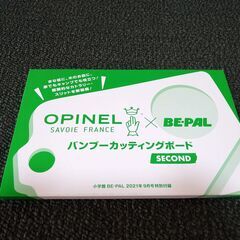 OPINEL
SAVOIE FRANCE
×
BE-PAL
バンブーカッティングボード
SECOND
小学館 BE-PAL 2021年9月号特別付録